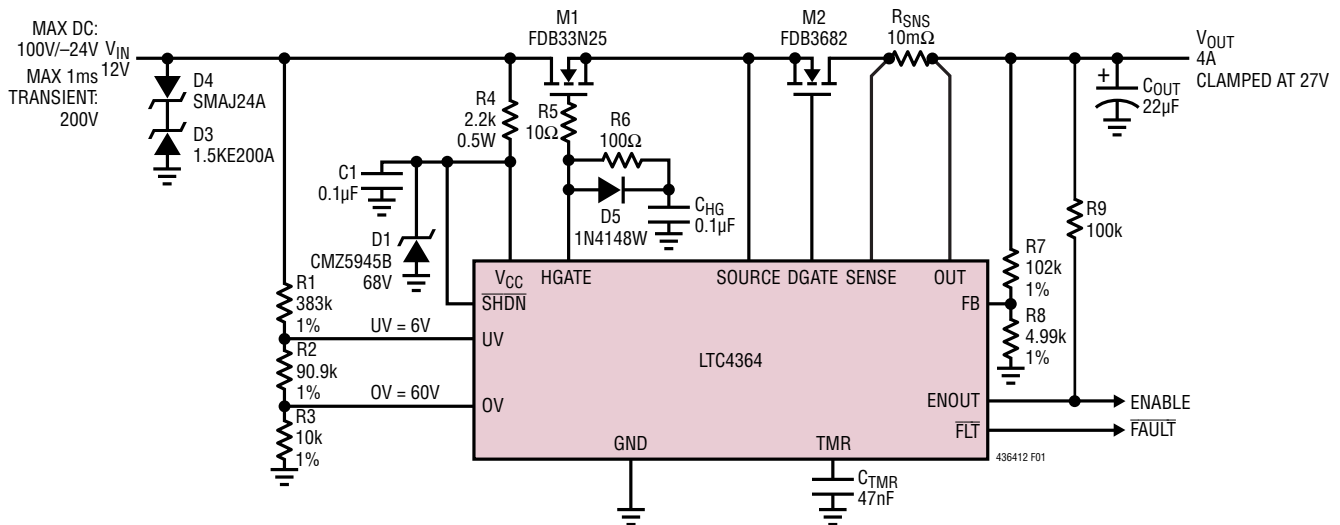 MAX DC:
100V/–24V
MAX 1ms
TRANSIENT:
200V
VIN
12V
D4
SMAJ24A
D3
1.5KE200A
R4
2.2k
0.5W
M1
FDB33N25
R5
10Ω
R6
100Ω
D5
1N4148W
CHG
0.1µF
M2
FDB3682
RSNS
10mΩ
VOUT
4A
CLAMPED AT 27V
COUT
22µF
+
C1
0.1µF
D1
CMZ5945B
68V
R9
100k
R7
102k
1%
R8
4.99k
1%
R1
383k
1%
R2
90.9k
1%
R3
10k
1%
UV = 6V
OV = 60V
VCC
HGATE
SOURCE
DGATE
SENSE
OUT
SHDN
UV
OV
FB
LTC4364
ENOUT
FLT
GND
TMR
ENABLE
FAULT
436412 F01
CTMR
47nF